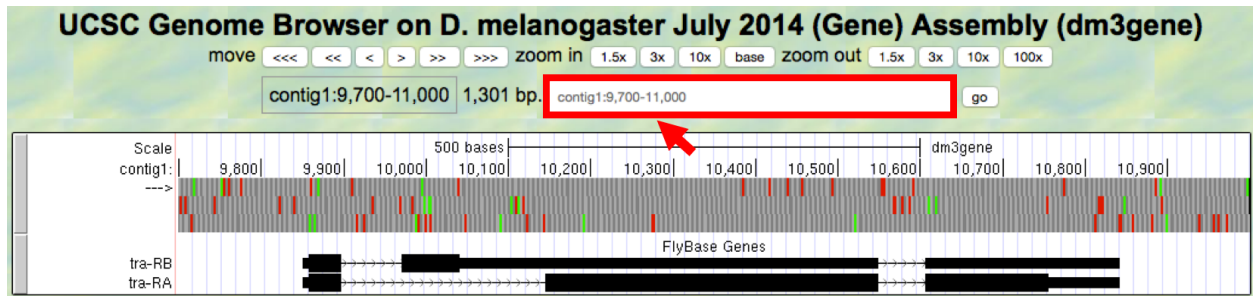 UCSC Genome Browser on D. melanogaster July 2014 (Gene) Assembly (dm3gene)
move <<< << < > >> >>> zoom in 1.5x 3x 10x base zoom out 1.5x 3x 10x 100x
contig1:9,700-11,000 1,301 bp. contig1:9,700-11,000 go
Scale 500 bases dm3gene
contig1: 9,800 9,900 10,000 10,100 10,200 10,300 10,400 10,500 10,600 10,700 10,800 10,900
--->
FlyBase Genes
tra-RB
tra-RA